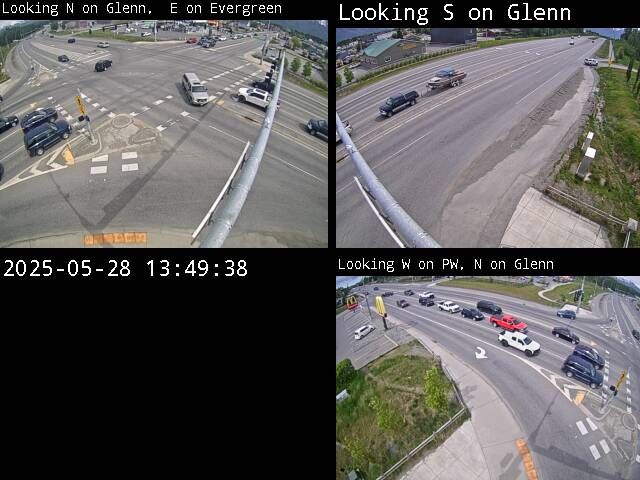 Looking N on Glenn,  E on Evergreen
Looking S on Glenn
2025-05-28 13:49:38
Looking W on PW, N on Glenn